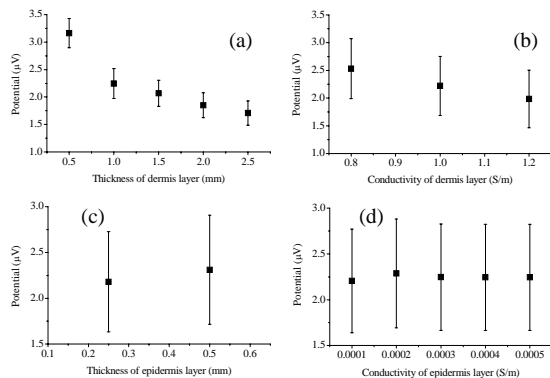 (a)
Potential (µV)
3.5
3.0
2.5
2.0
1.5
1.0
0.5 1.0 1.5 2.0 2.5
Thickness of dermis layer (mm)
(b)
Potential (µV)
3.5
3.0
2.5
2.0
1.5
1.0
0.8 0.9 1.0 1.1 1.2
Conductivity of dermis layer (S/m)
(c)
Potential (µV)
3.0
2.5
2.0
1.5
0.1 0.2 0.3 0.4 0.5 0.6
Thickness of epidermis layer (mm)
(d)
Potential (µV)
3.0
2.5
2.0
1.5
0.0001 0.0002 0.0003 0.0004 0.0005
Conductivity of epidermis layer (S/m)